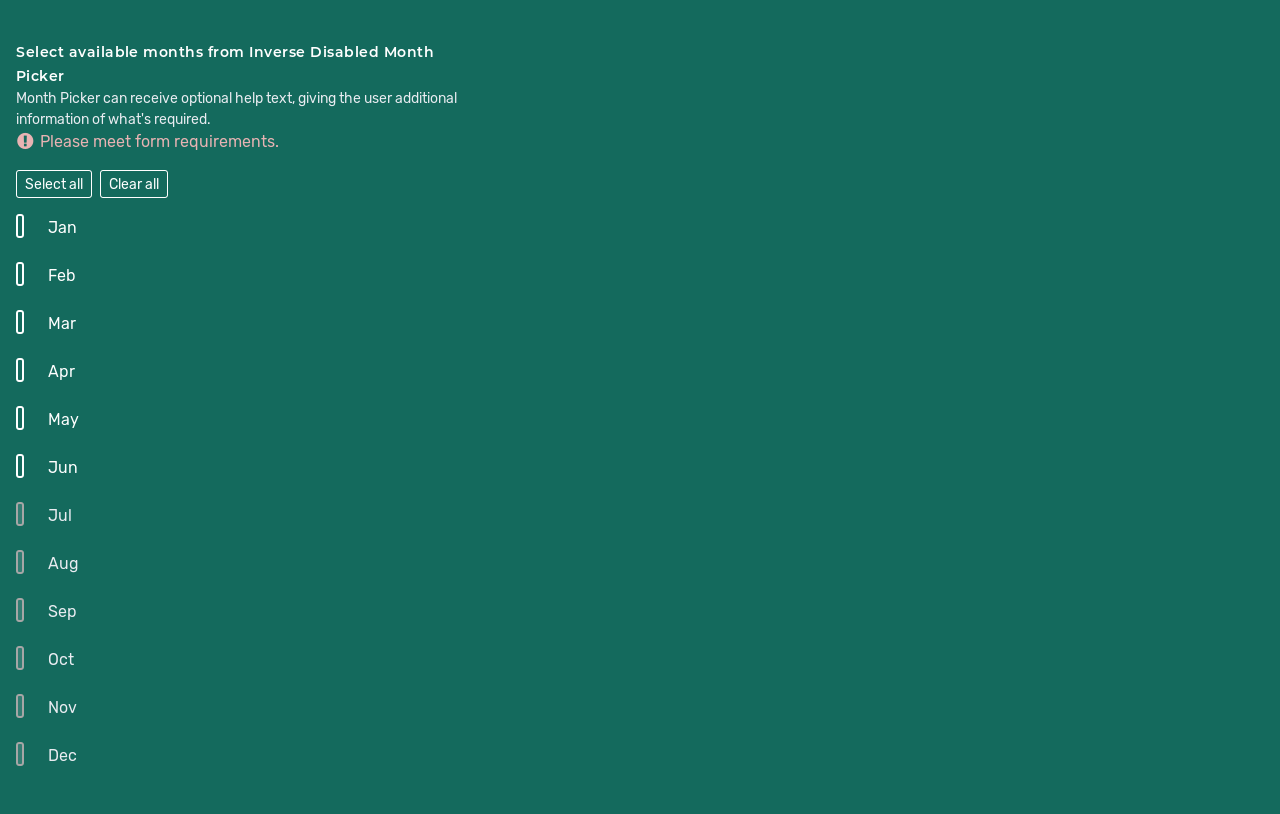 Select available months from Inverse Disabled Month
Picker
Month Picker can receive optional help text, giving the user additional
information of what's required.
Please meet form requirements.
Select all Clear all
Jan
Feb
Mar
Apr
May
Jun
Jul
Aug
Sep
Oct
Nov
Dec